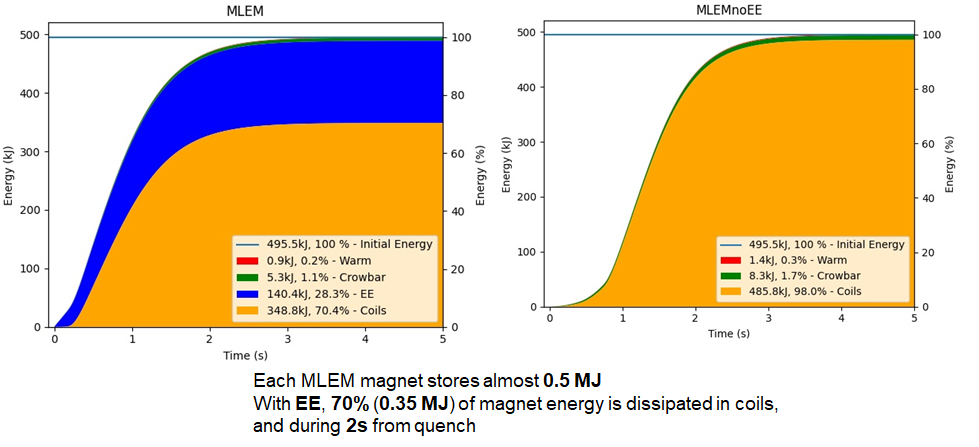 MLEM
500
400
300
200
100
0
100
80
60
40
20
0
Energy (kJ)
Energy (%)
495.5kJ, 100 % - Initial Energy
0.9kJ, 0.2% - Warm
5.3kJ, 1.1% - Crowbar
140.4kJ, 28.3% - EE
348.8kJ, 70.4% - Coils
0 1 2 3 4 5
Time (s)
MLEMnoEE
500
400
300
200
100
0
100
80
60
40
20
0
Energy (kJ)
Energy (%)
495.5kJ, 100 % - Initial Energy
1.4kJ, 0.3% - Warm
8.3kJ, 1.7% - Crowbar
485.8kJ, 98.0% - Coils
0 1 2 3 4 5
Time (s)
Each MLEM magnet stores almost 0.5 MJ
With EE, 70% (0.35 MJ) of magnet energy is dissipated in coils,
and during 2s from quench